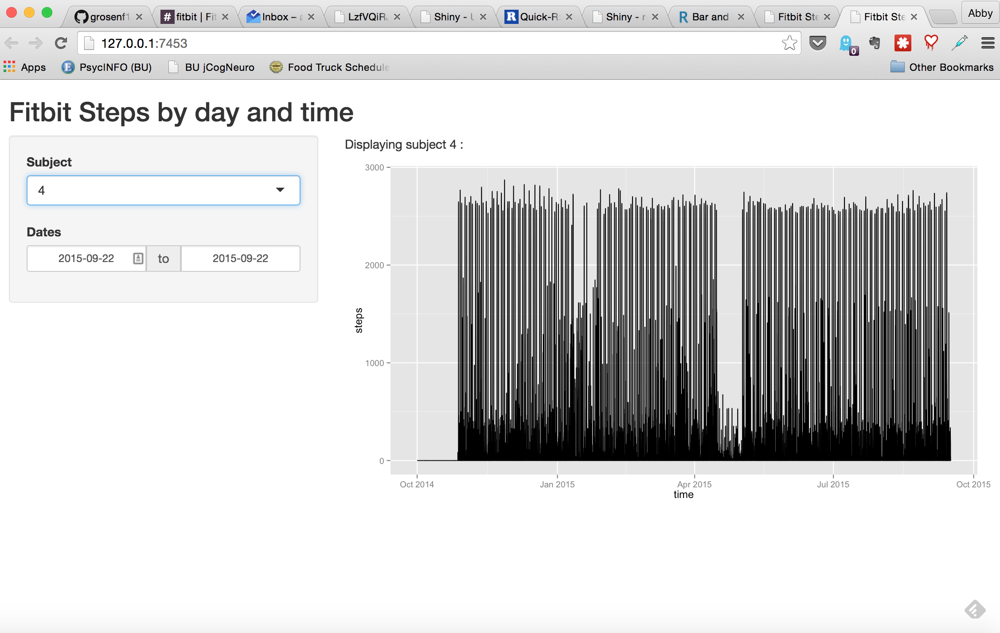 grosenf1
fitbit | Fit
Inbox – a
LzfVQiR
Shiny - U
Quick-R:
Shiny - r
Bar and
Fitbit Ste
Fitbit Ste
Abby
127.0.0.1:7453
0
Apps
PsycINFO (BU)
BU jCogNeuro
Food Truck Schedule
Other Bookmarks
Fitbit Steps by day and time
Subject
4
Dates
2015-09-22 to 2015-09-22
Displaying subject 4 :
3000
2000
1000
0
steps
Oct 2014 Jan 2015 Apr 2015 Jul 2015 Oct 2015
time